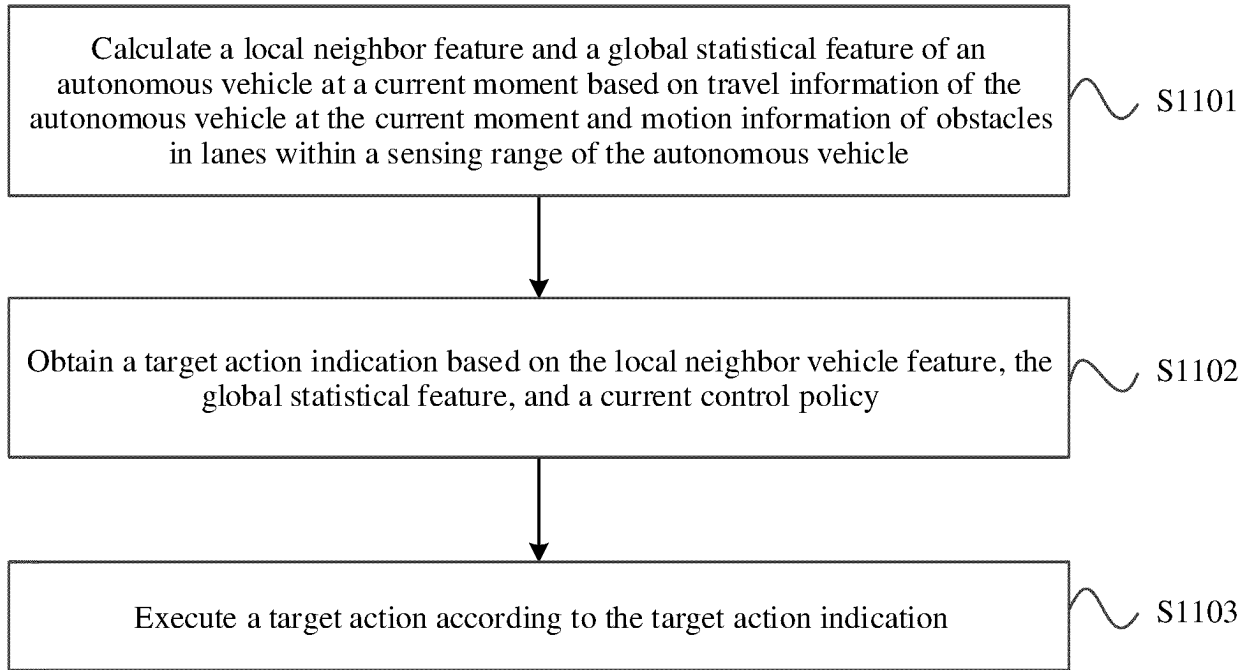 Calculate a local neighbor feature and a global statistical feature of an
autonomous vehicle at a current moment based on travel information of the
autonomous vehicle at the current moment and motion information of obstacles
in lanes within a sensing range of the autonomous vehicle
S1101
Obtain a target action indication based on the local neighbor vehicle feature, the
global statistical feature, and a current control policy
S1102
Execute a target action according to the target action indication
S1103